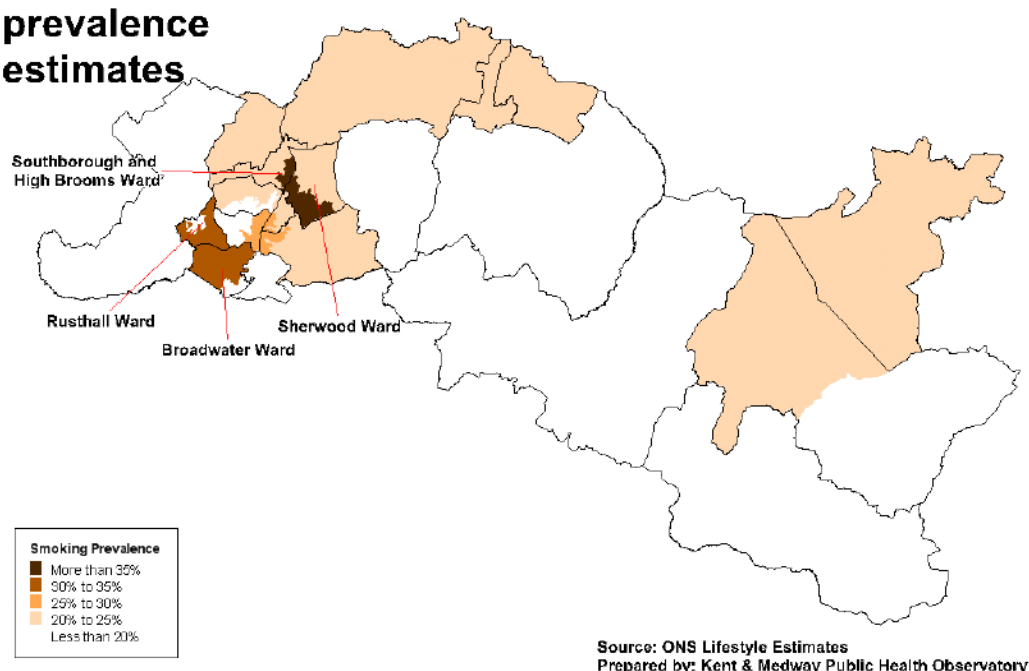 prevalence
estimates
Southborough and
High Brooms Ward
Rusthall Ward
Sherwood Ward
Broadwater Ward
Smoking Prevalence
More than 35%
30% to 35%
25% to 30%
20% to 25%
Less than 20%
Source: ONS Lifestyle Estimates
Prepared by: Kent & Medway Public Health Observatory